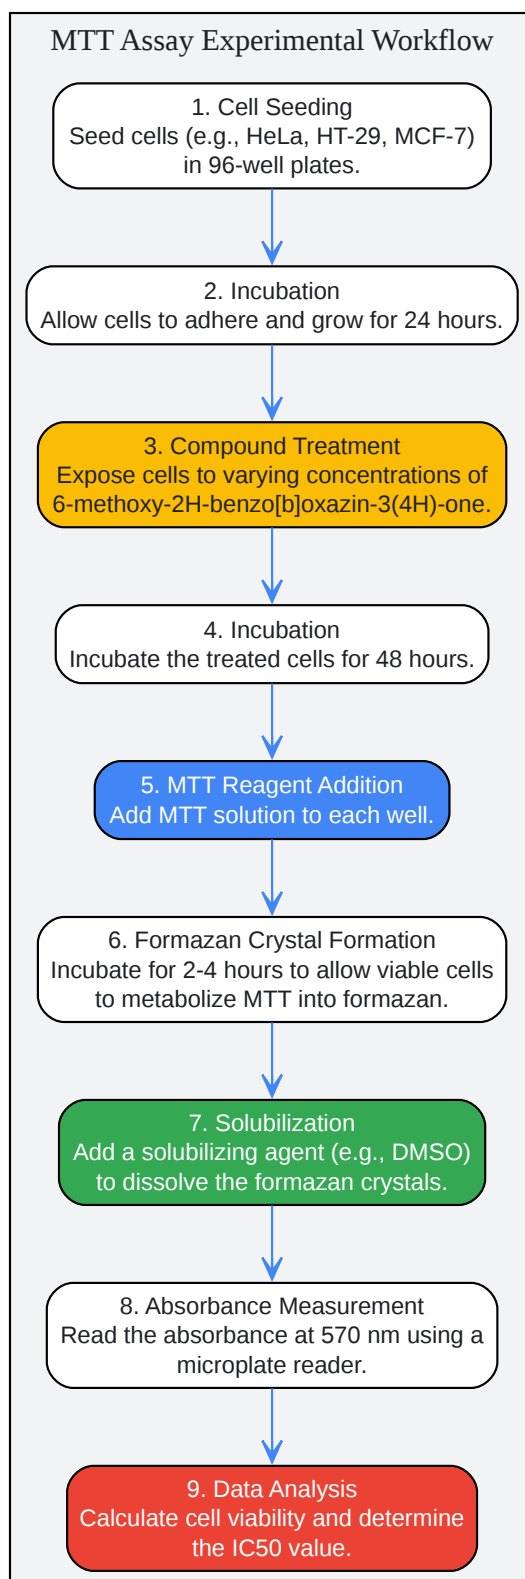 MTT Assay Experimental Workflow
1. Cell Seeding
Seed cells (e.g., HeLa, HT-29, MCF-7)
in 96-well plates.
2. Incubation
Allow cells to adhere and grow for 24 hours.
3. Compound Treatment
Expose cells to varying concentrations of
6-methoxy-2H-benzo[b]oxazin-3(4H)-one.
4. Incubation
Incubate the treated cells for 48 hours.
5. MTT Reagent Addition
Add MTT solution to each well.
6. Formazan Crystal Formation
Incubate for 2-4 hours to allow viable cells
to metabolize MTT into formazan.
7. Solubilization
Add a solubilizing agent (e.g., DMSO)
to dissolve the formazan crystals.
8. Absorbance Measurement
Read the absorbance at 570 nm using a
microplate reader.
9. Data Analysis
Calculate cell viability and determine
the IC50 value.